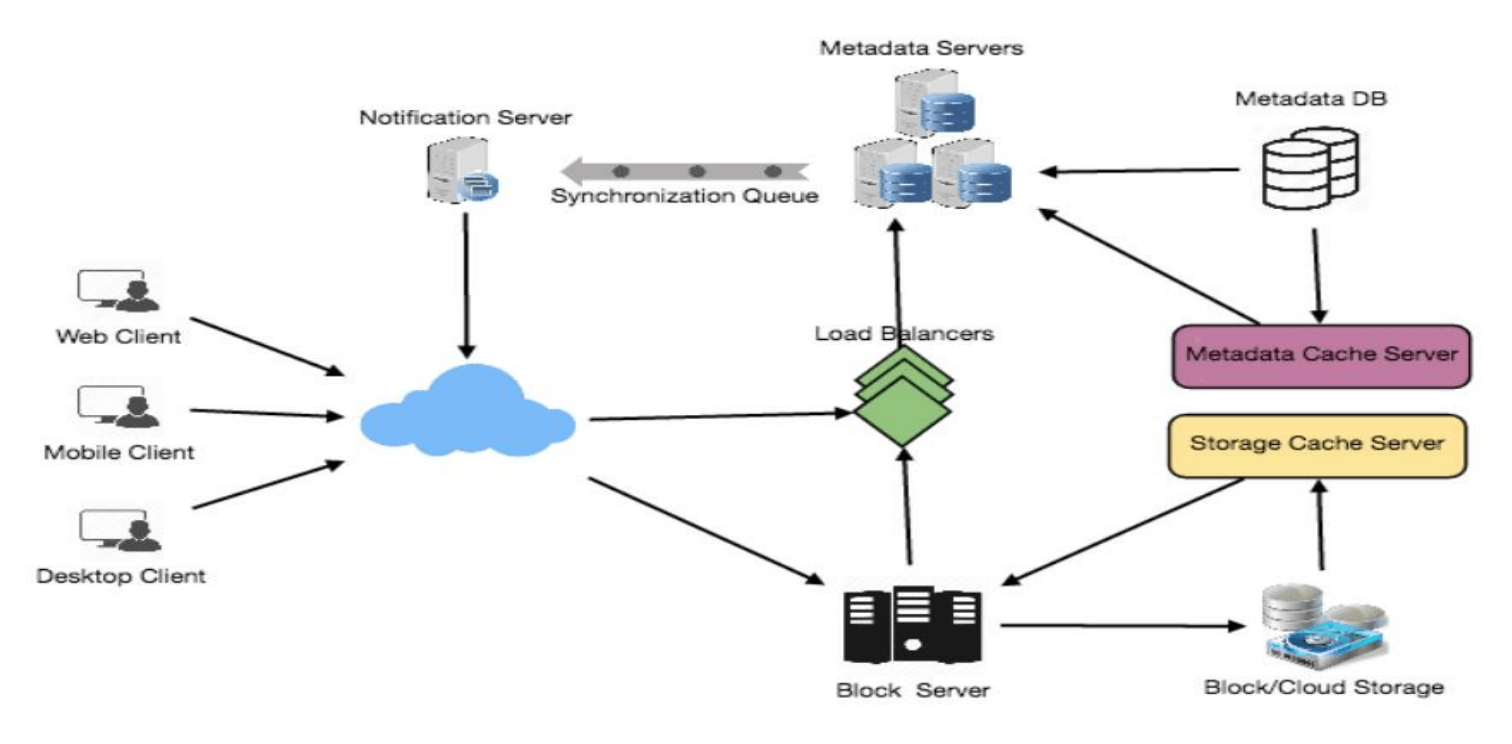 Metadata Servers
Metadata DB
Notification Server
Synchronization Queue
Web Client
Load Balancers
Metadata Cache Server
Mobile Client
Storage Cache Server
Desktop Client
Block Server
Block/Cloud Storage